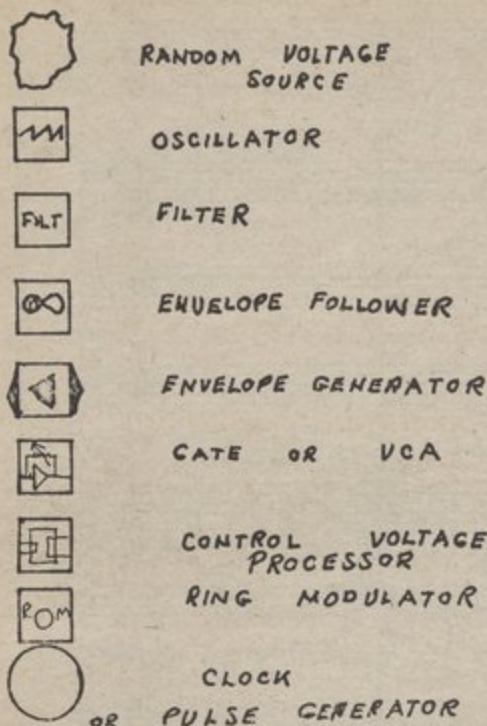 RANDOM VOLTAGE
SOURCE
OSCILLATOR
FILT
FILTER
ENVELOPE FOLLOWER
ENVELOPE GENERATOR
GATE OR VCA
CONTROL VOLTAGE
PROCESSOR
ROM
RING MODULATOR
CLOCK
OR PULSE GENERATOR